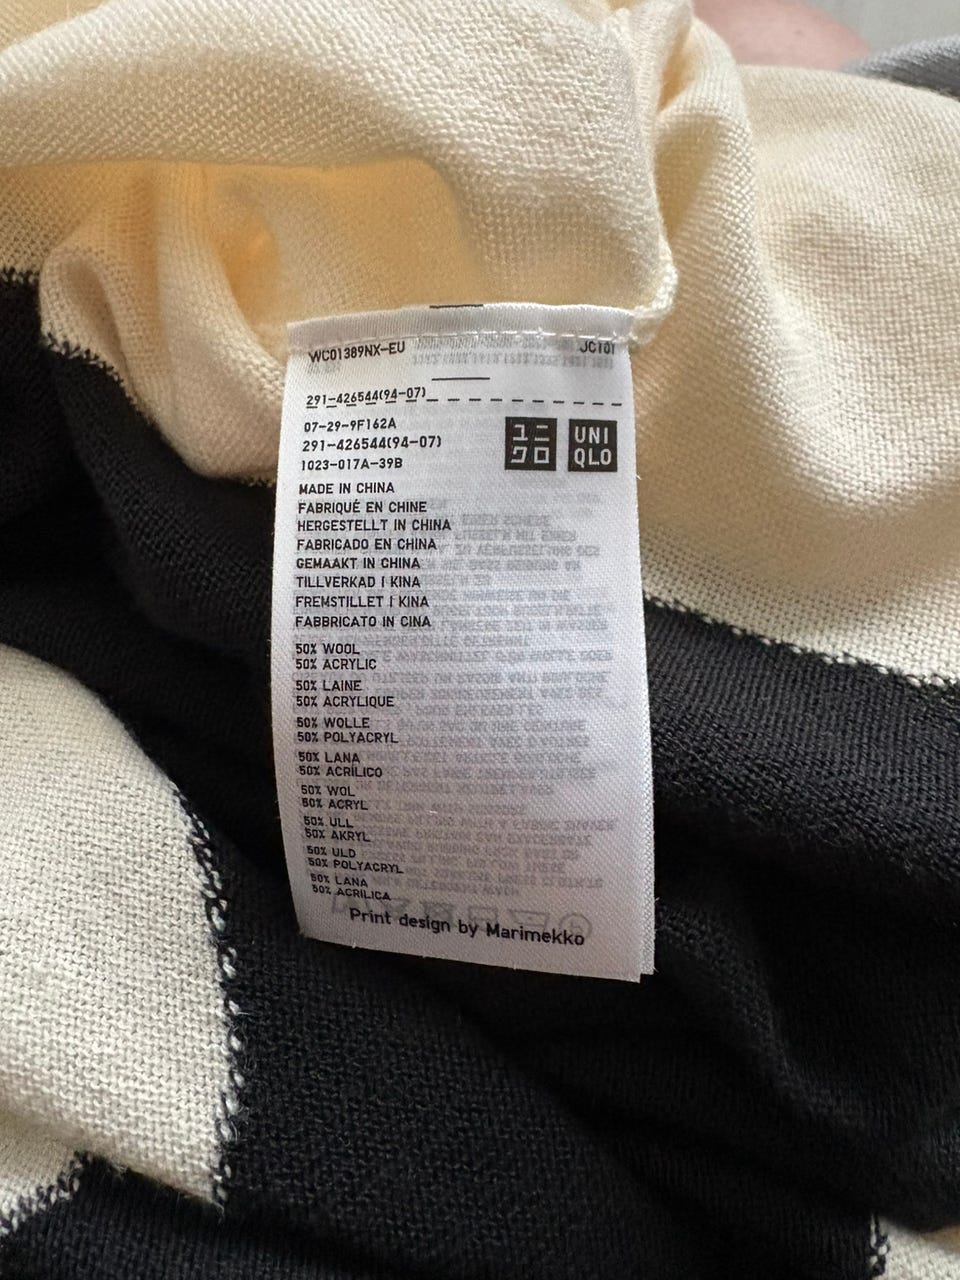 WC01389NX-EU JC101
291-426544(94-07)
07-29-9F162A
291-426544(94-07)
1023-017A-39B
ユニ
クロ
UNI
QLO
MADE IN CHINA
FABRIQUÉ EN CHINE
HERGESTELLT IN CHINA
FABRICADO EN CHINA
GEMAAKT IN CHINA
TILLVERKAD I KINA
FREMSTILLET I KINA
FABBRICATO IN CINA
50% WOOL
50% ACRYLIC
50% LAINE
50% ACRYLIQUE
50% WOLLE
50% POLYACRYL
50% LANA
50% ACRÍLICO
50% WOL
50% ACRYL
50% ULL
50% AKRYL
50% ULD
50% POLYACRYL
50% LANA
50% ACRILICA
Print design by Marimekko